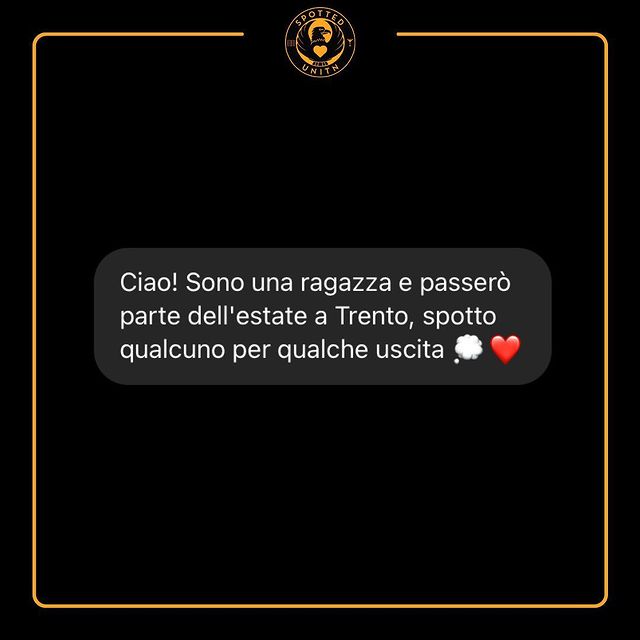 SPOTTED
UNITN
Ciao! Sono una ragazza e passerò
parte dell'estate a Trento, spotto
qualcuno per qualche uscita 💭 ❤️